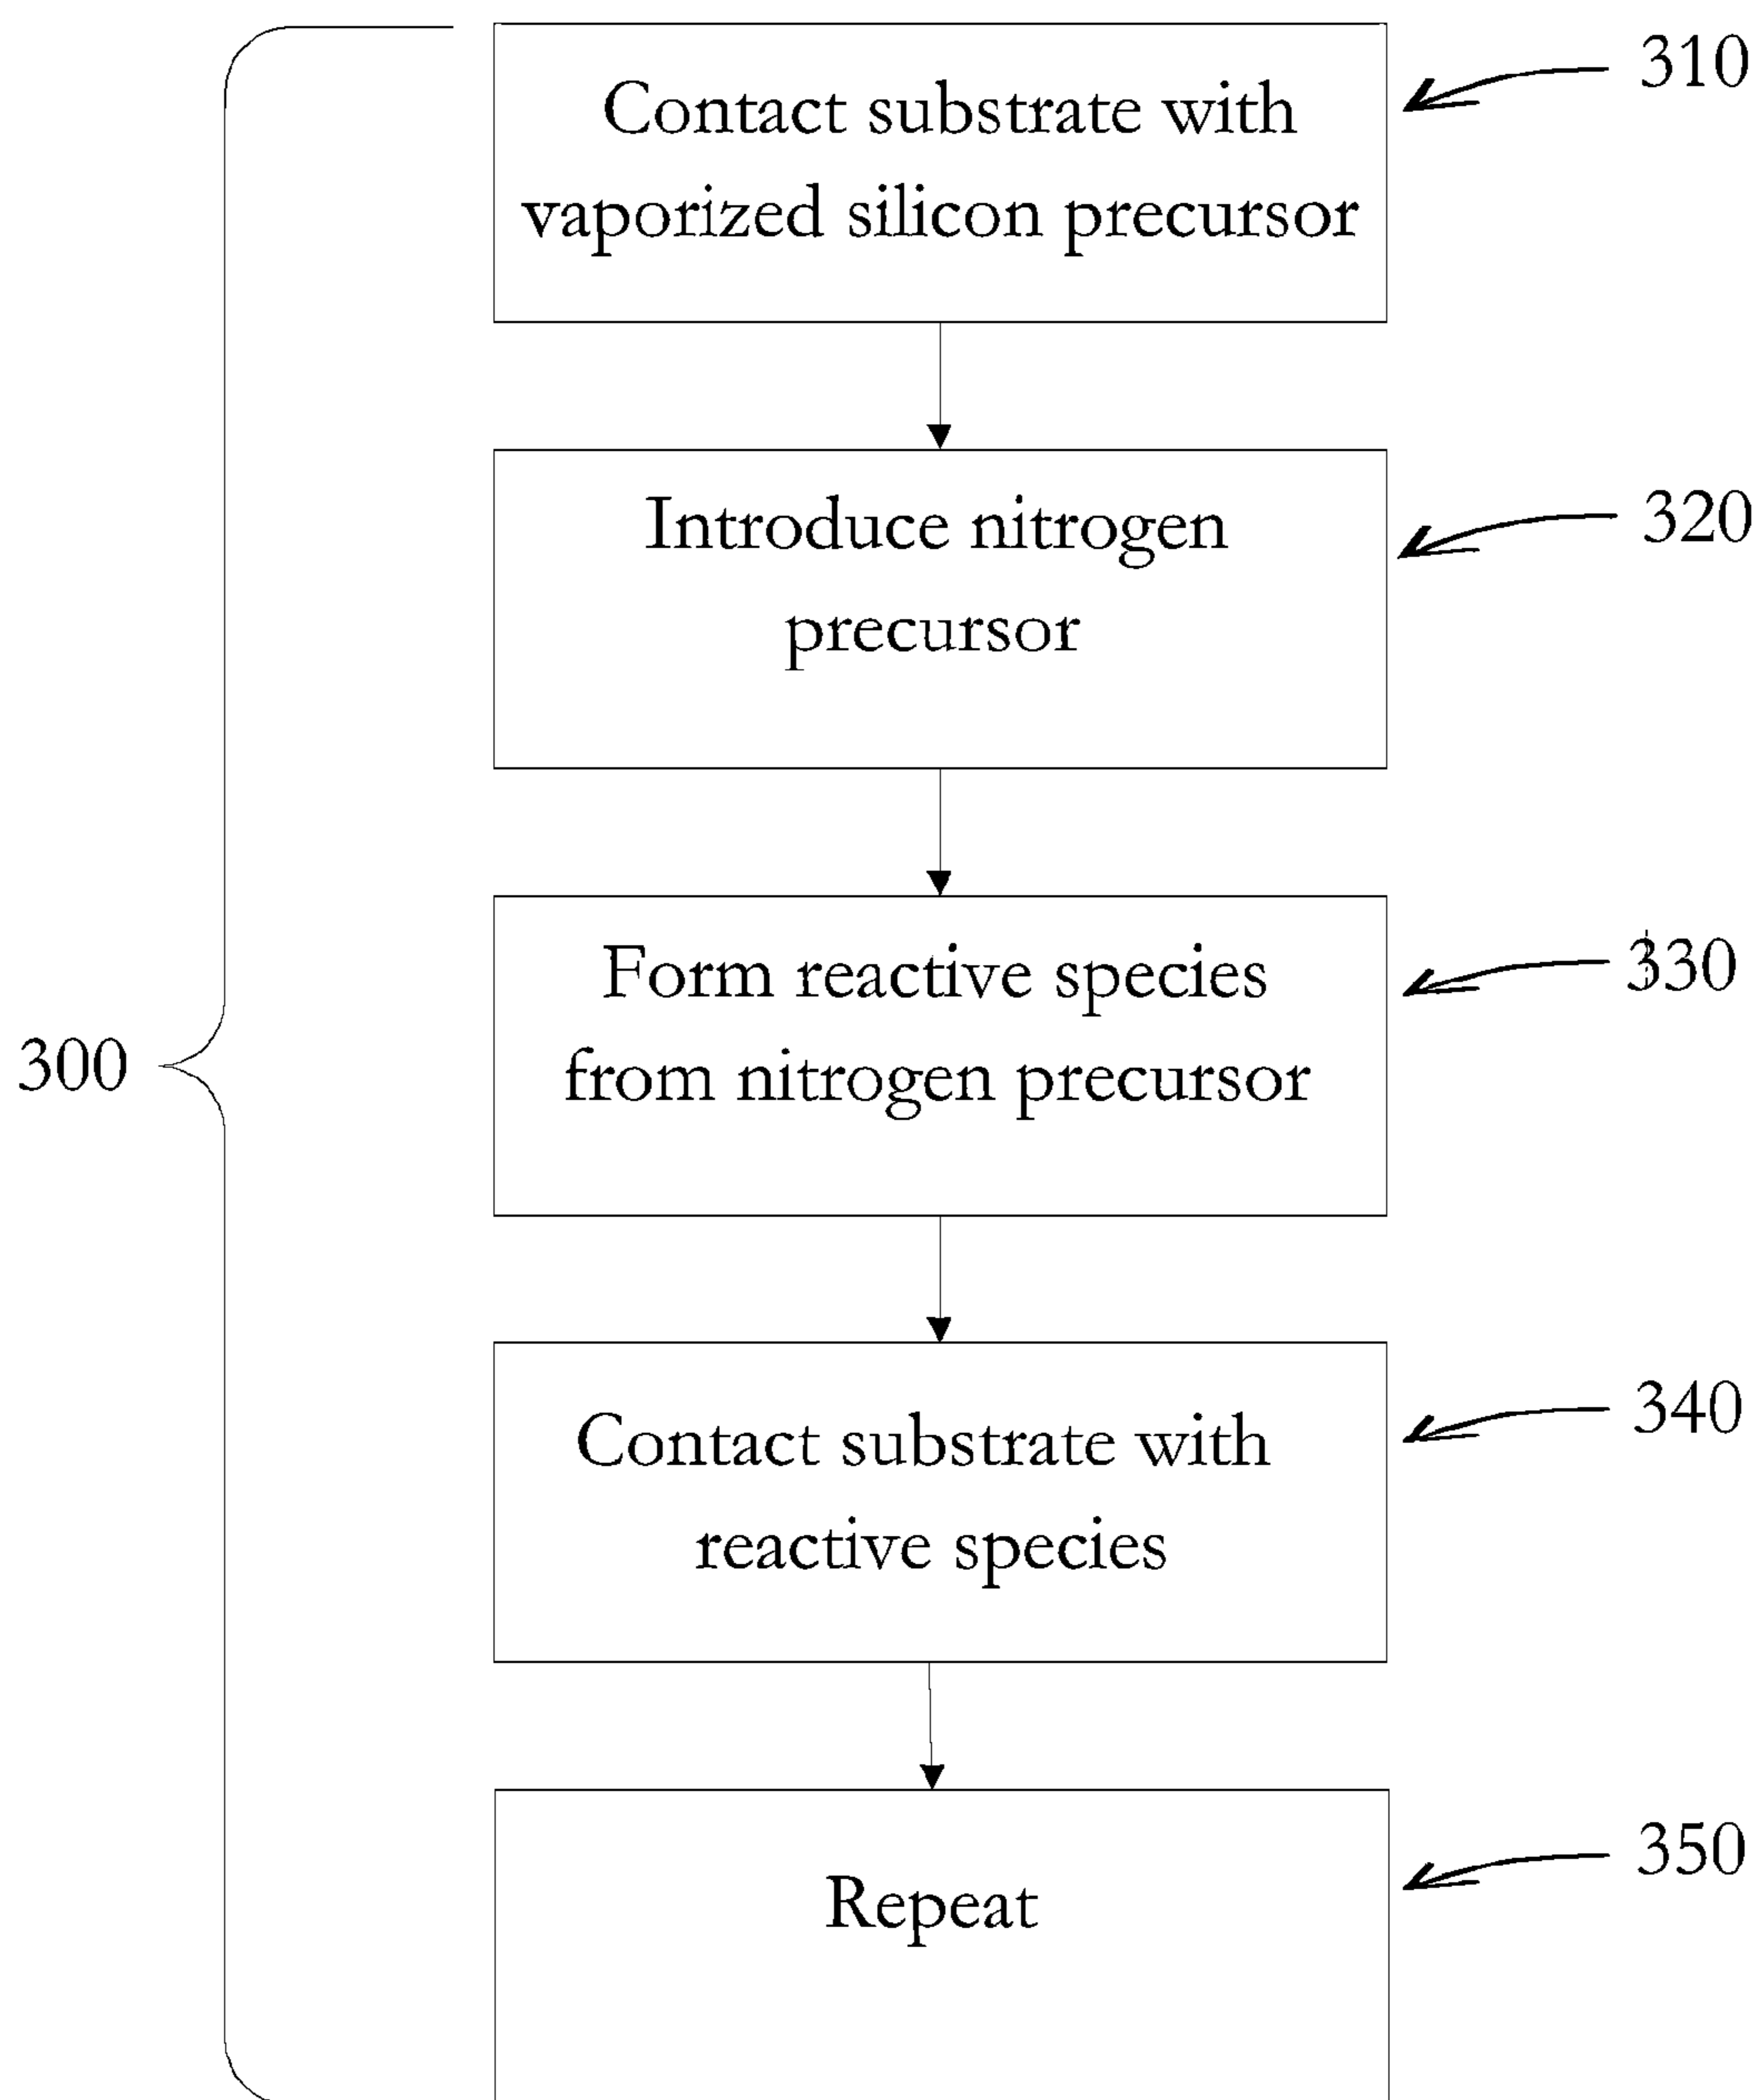 Contact substrate with
vaporized silicon precursor
310
Introduce nitrogen
precursor
320
Form reactive species
from nitrogen precursor
330
300
Contact substrate with
reactive species
340
Repeat
350